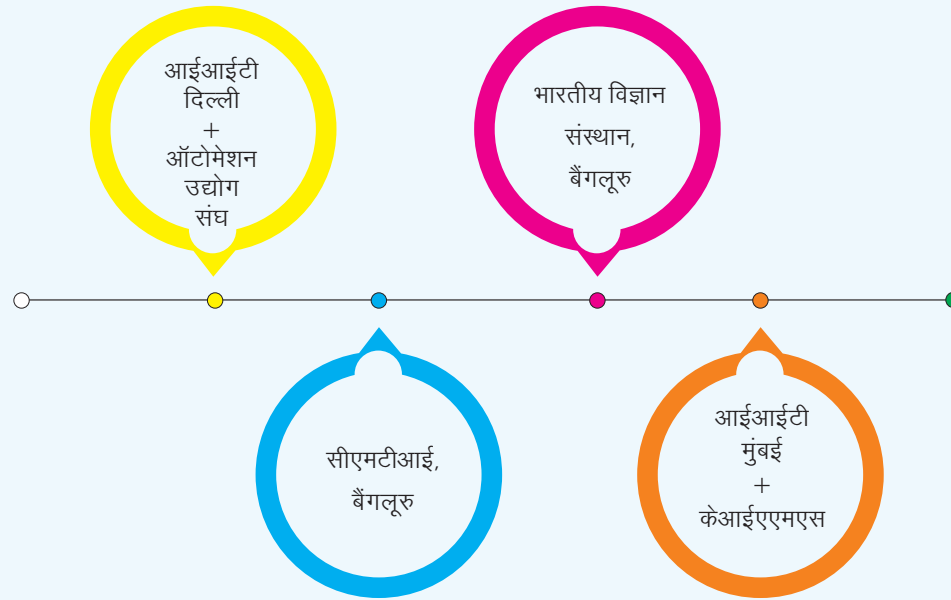 आईआईटी
दिल्ली
+
ऑटोमेशन
उद्योग
संघ
सीएमटीआई,
बैंगलूरु
भारतीय विज्ञान
संस्थान,
बैंगलूरु
आईआईटी
मुंबई
+
केआईएएमएस